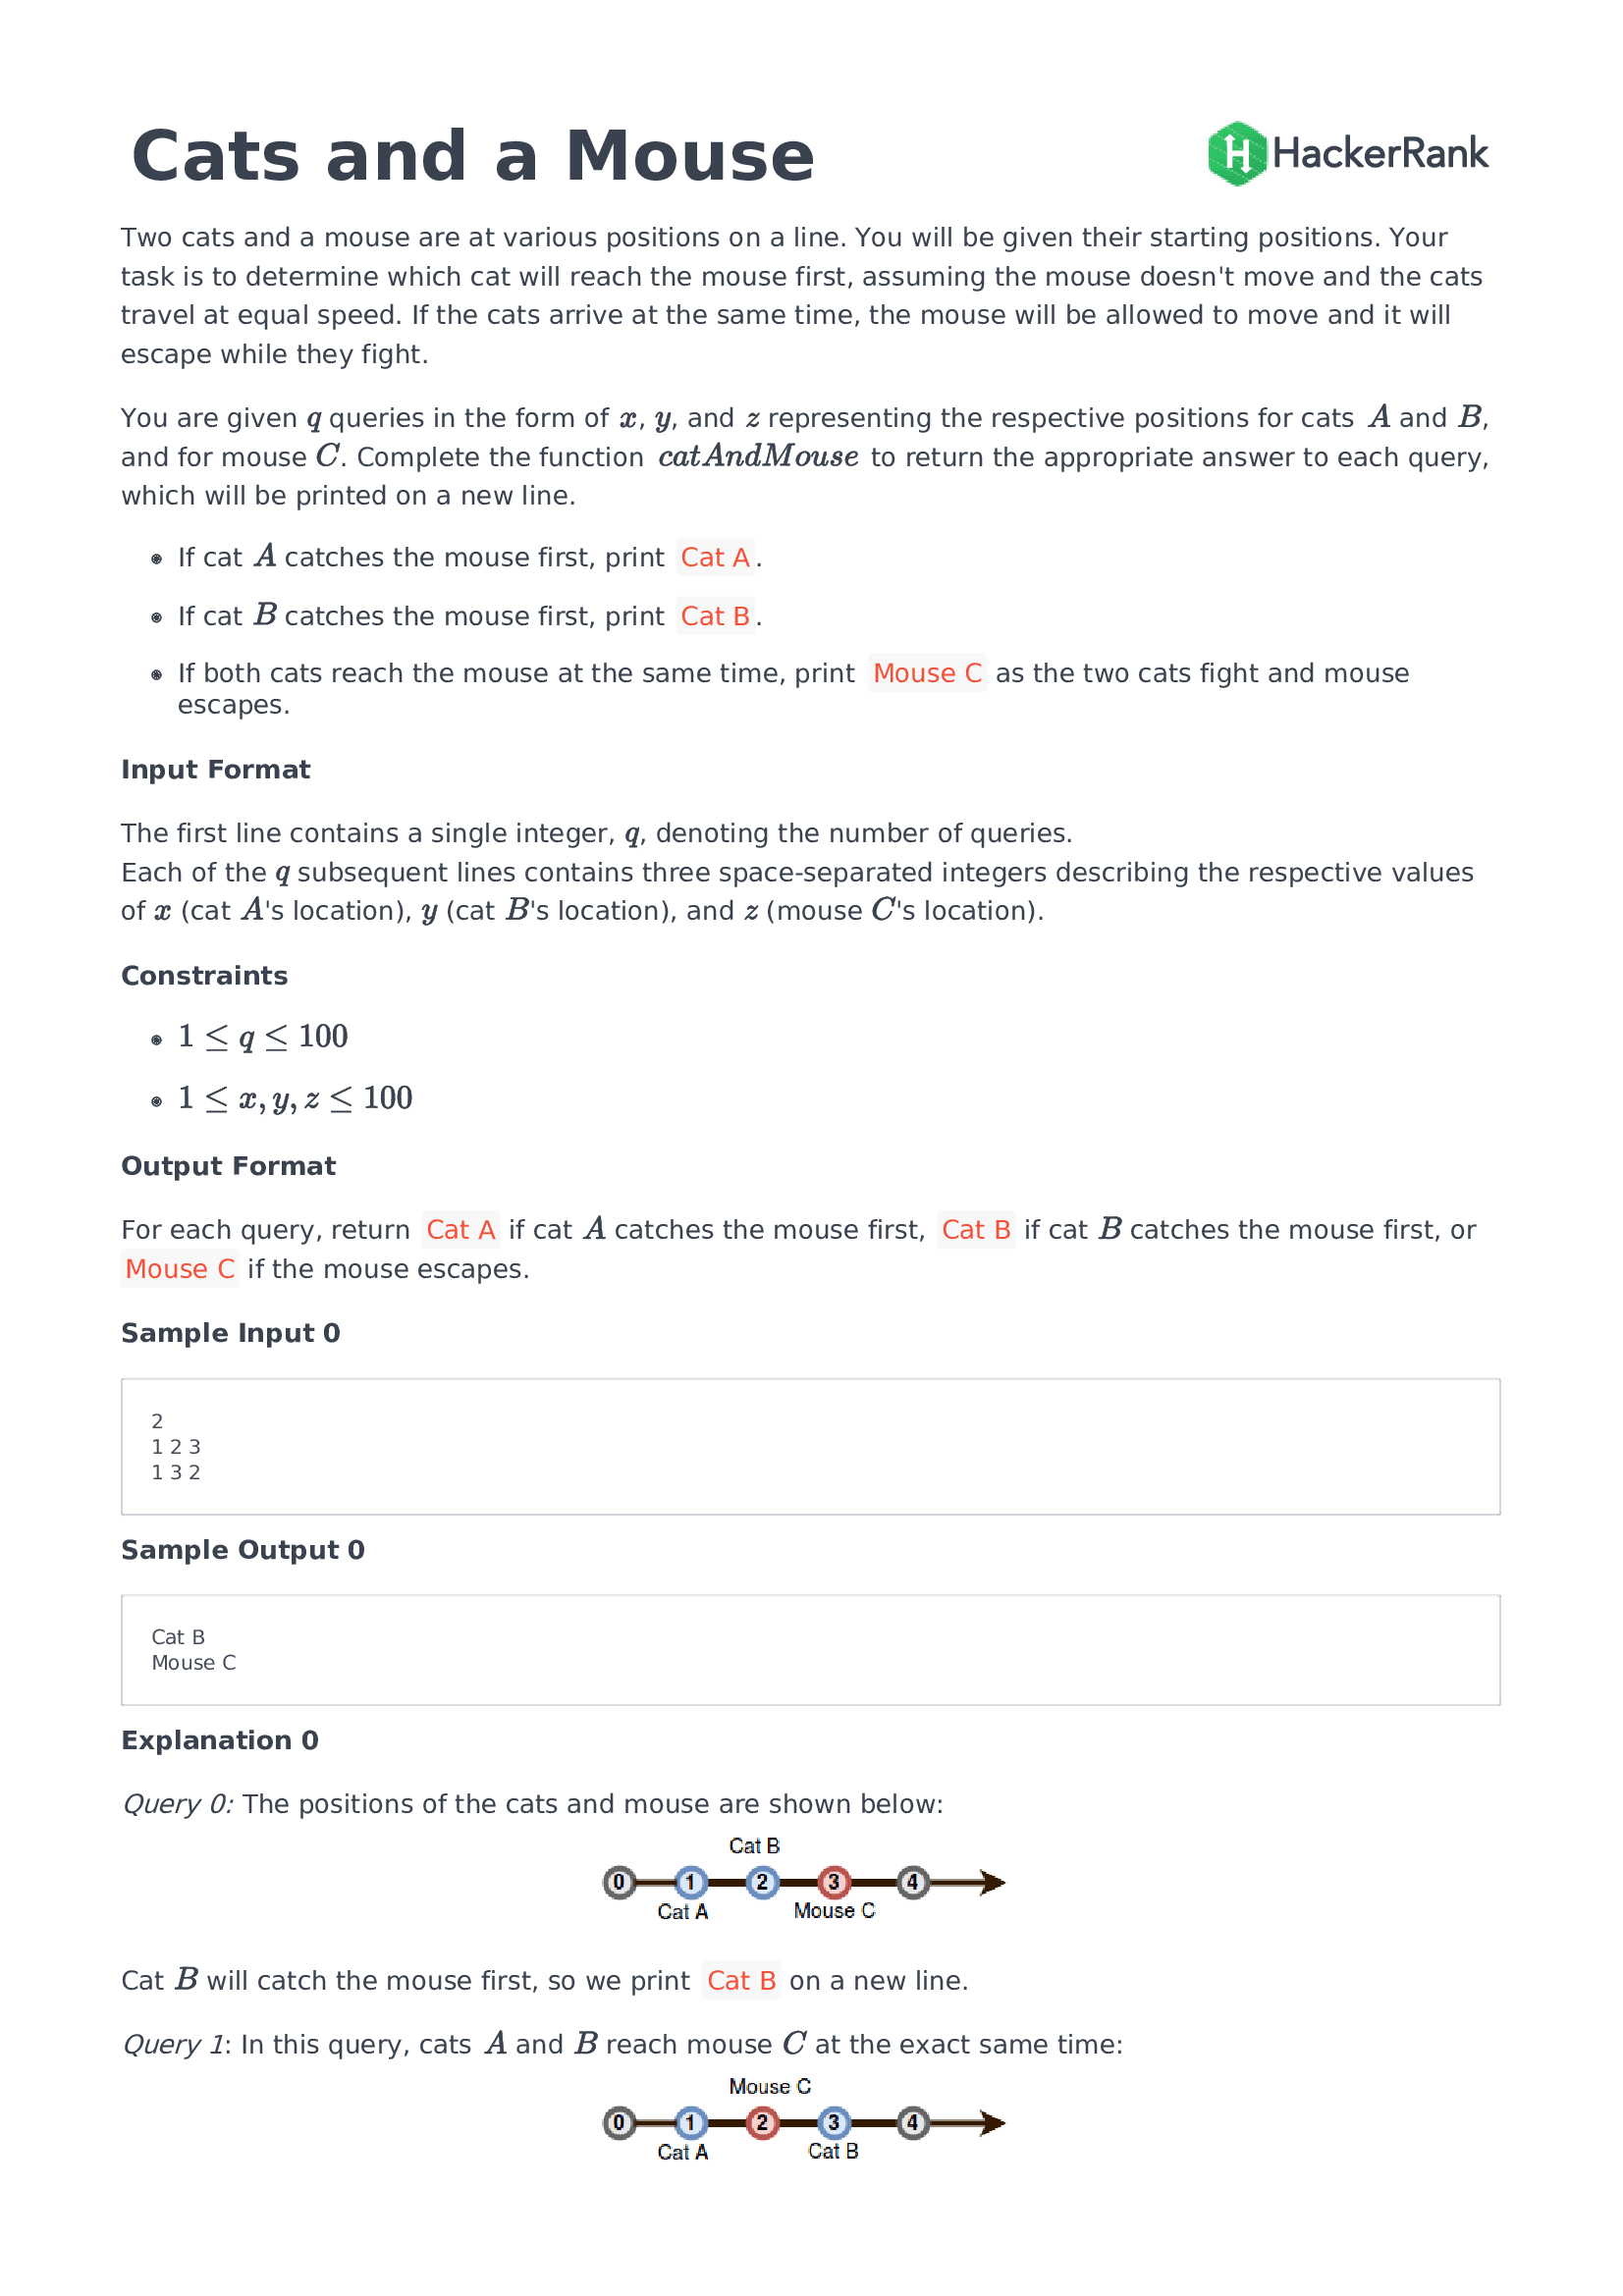 Cats and a Mouse
HackerRank
Two cats and a mouse are at various positions on a line. You will be given their starting positions. Your
task is to determine which cat will reach the mouse first, assuming the mouse doesn't move and the cats
travel at equal speed. If the cats arrive at the same time, the mouse will be allowed to move and it will
escape while they fight.
You are given q queries in the form of x, y, and z representing the respective positions for cats A and B,
and for mouse C. Complete the function catAndMouse to return the appropriate answer to each query,
which will be printed on a new line.
If cat A catches the mouse first, print Cat A.
If cat B catches the mouse first, print Cat B.
If both cats reach the mouse at the same time, print Mouse C as the two cats fight and mouse
escapes.
Input Format
The first line contains a single integer, q, denoting the number of queries.
Each of the q subsequent lines contains three space-separated integers describing the respective values
of x (cat A's location), y (cat B's location), and z (mouse C's location).
Constraints
1 ≤ q ≤ 100
1 ≤ x, y, z ≤ 100
Output Format
For each query, return Cat A if cat A catches the mouse first, Cat B if cat B catches the mouse first, or
Mouse C if the mouse escapes.
Sample Input 0
2
1 2 3
1 3 2
Sample Output 0
Cat B
Mouse C
Explanation 0
Query 0: The positions of the cats and mouse are shown below:
Cat B
0 1 2 3 4
Cat A Mouse C
Cat B will catch the mouse first, so we print Cat B on a new line.
Query 1: In this query, cats A and B reach mouse C at the exact same time:
Mouse C
0 1 2 3 4
Cat A Cat B